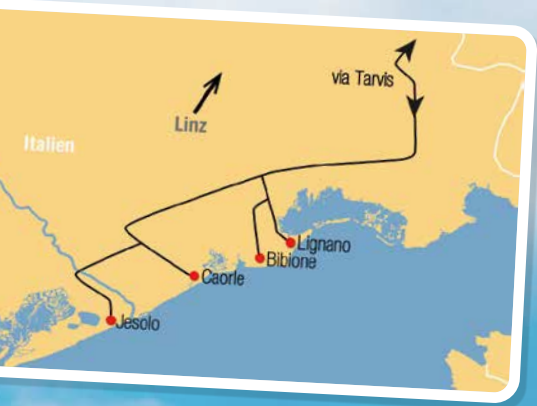 via Tarvis
Linz
Italien
Lignano
Bibione
Caorle
Jesolo